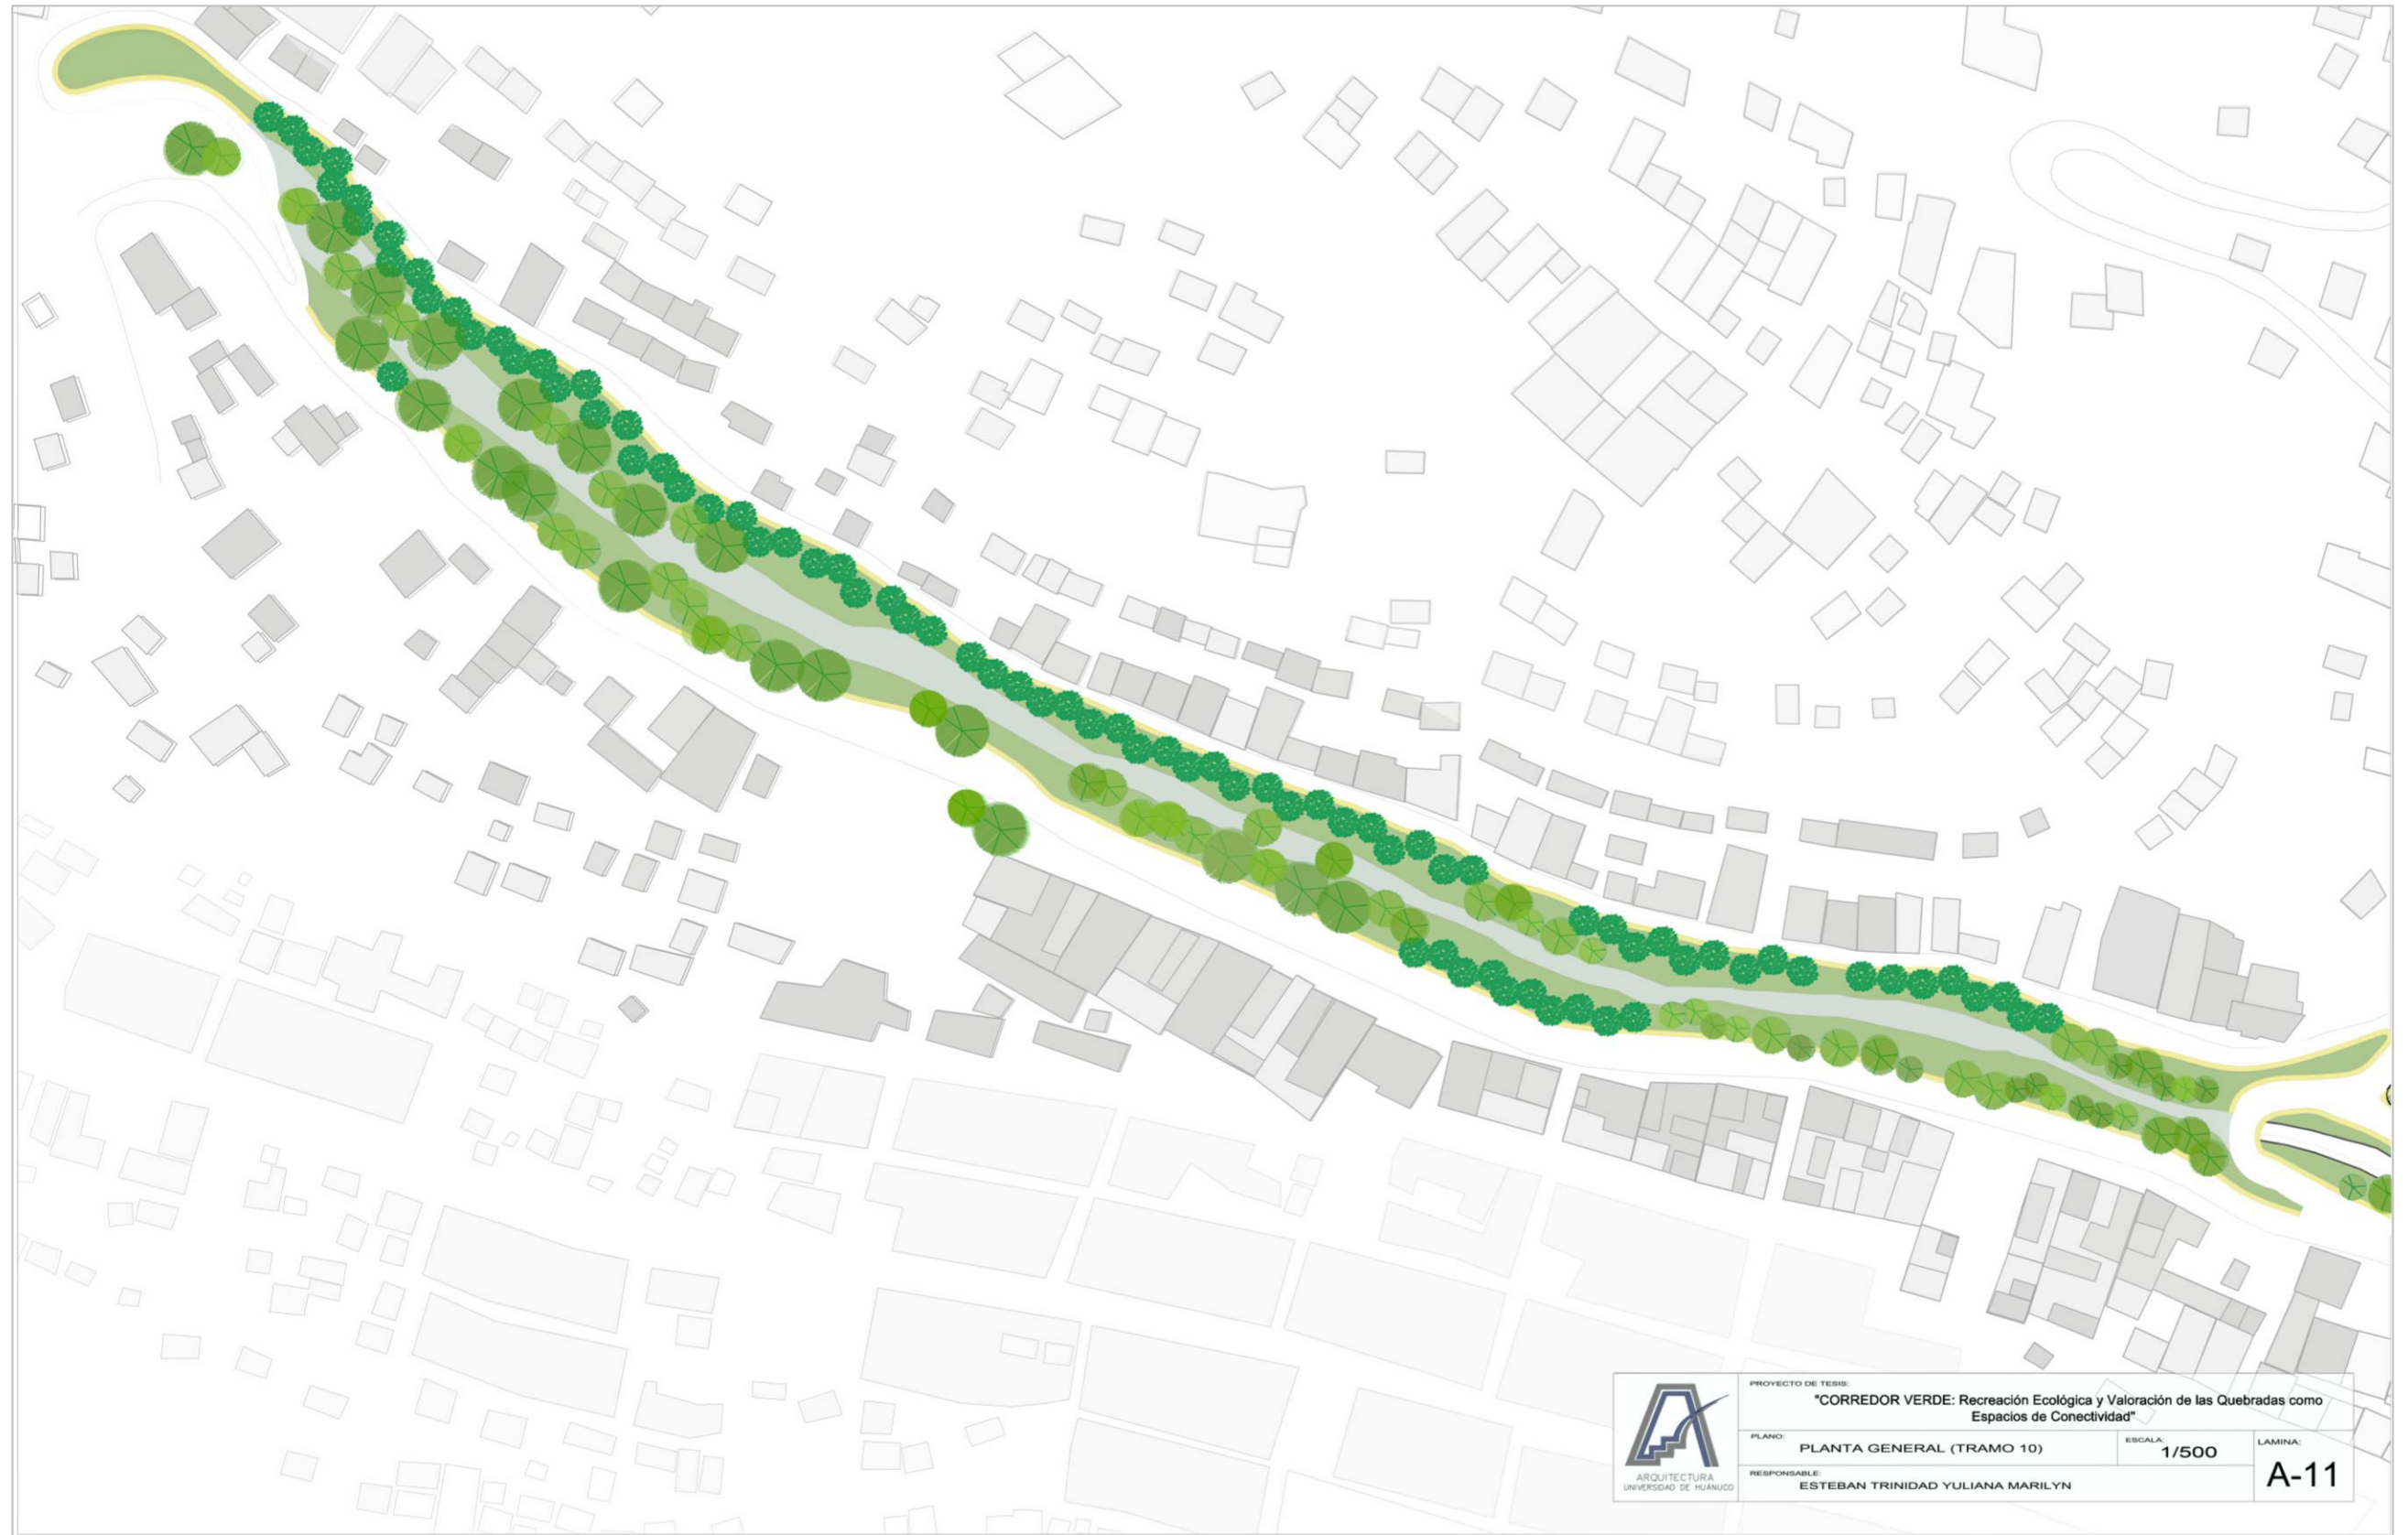 PROYECTO DE TESIS:
"CORREDOR VERDE: Recreación Ecológica y Valoración de las Quebradas como
Espacios de Conectividad"
PLANO:
PLANTA GENERAL (TRAMO 10)
ESCALA:
1/500
LAMINA:
A-11
RESPONSABLE:
ESTEBAN TRINIDAD YULIANA MARILYN
ARQUITECTURA
UNIVERSIDAD DE HUÁNUCO